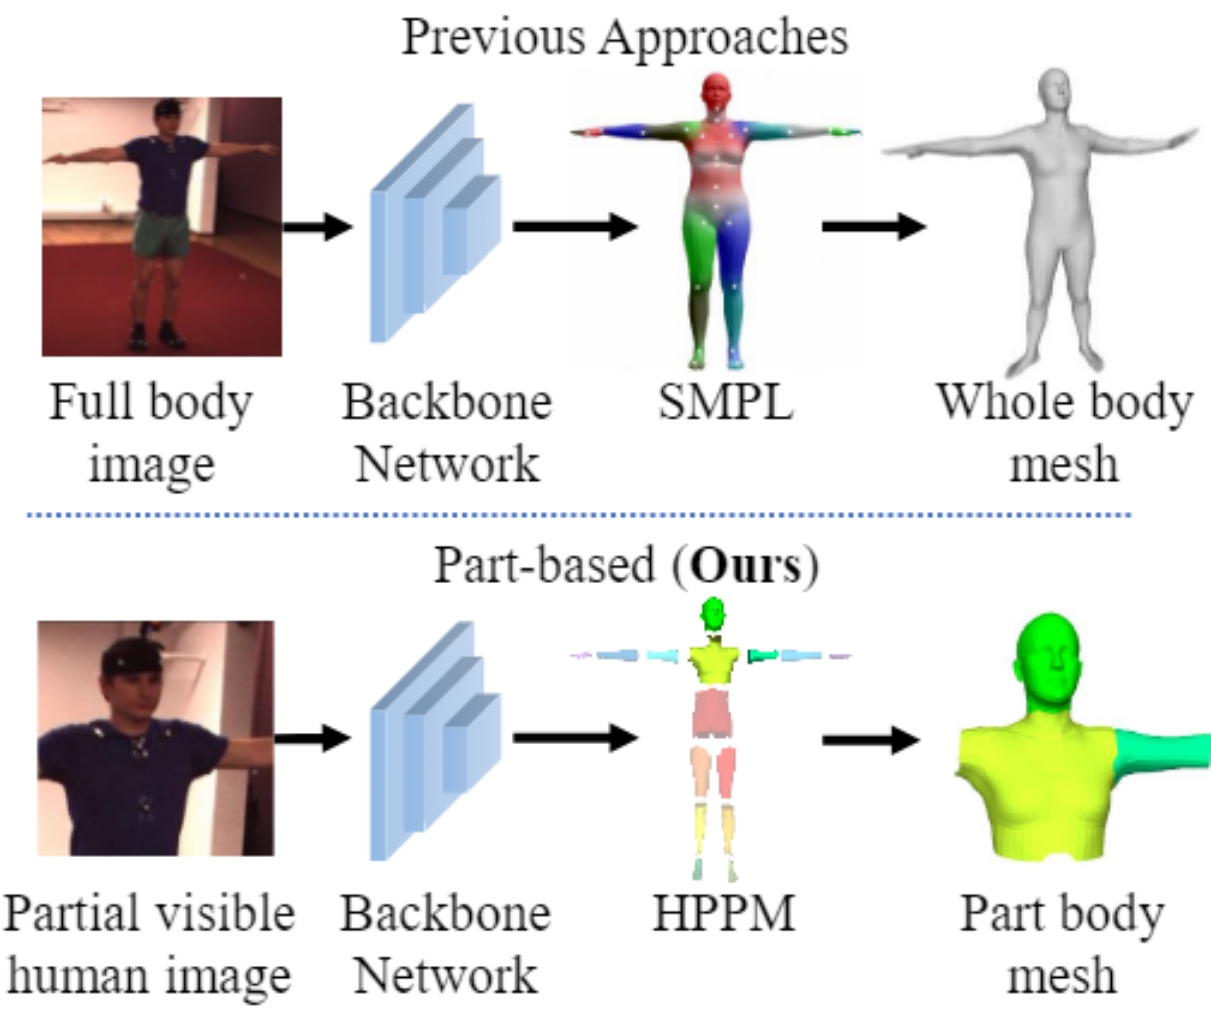 Previous Approaches
Full body image
Backbone Network
SMPL
Whole body mesh
Part-based (Ours)
Partial visible human image
Backbone Network
HPPM
Part body mesh